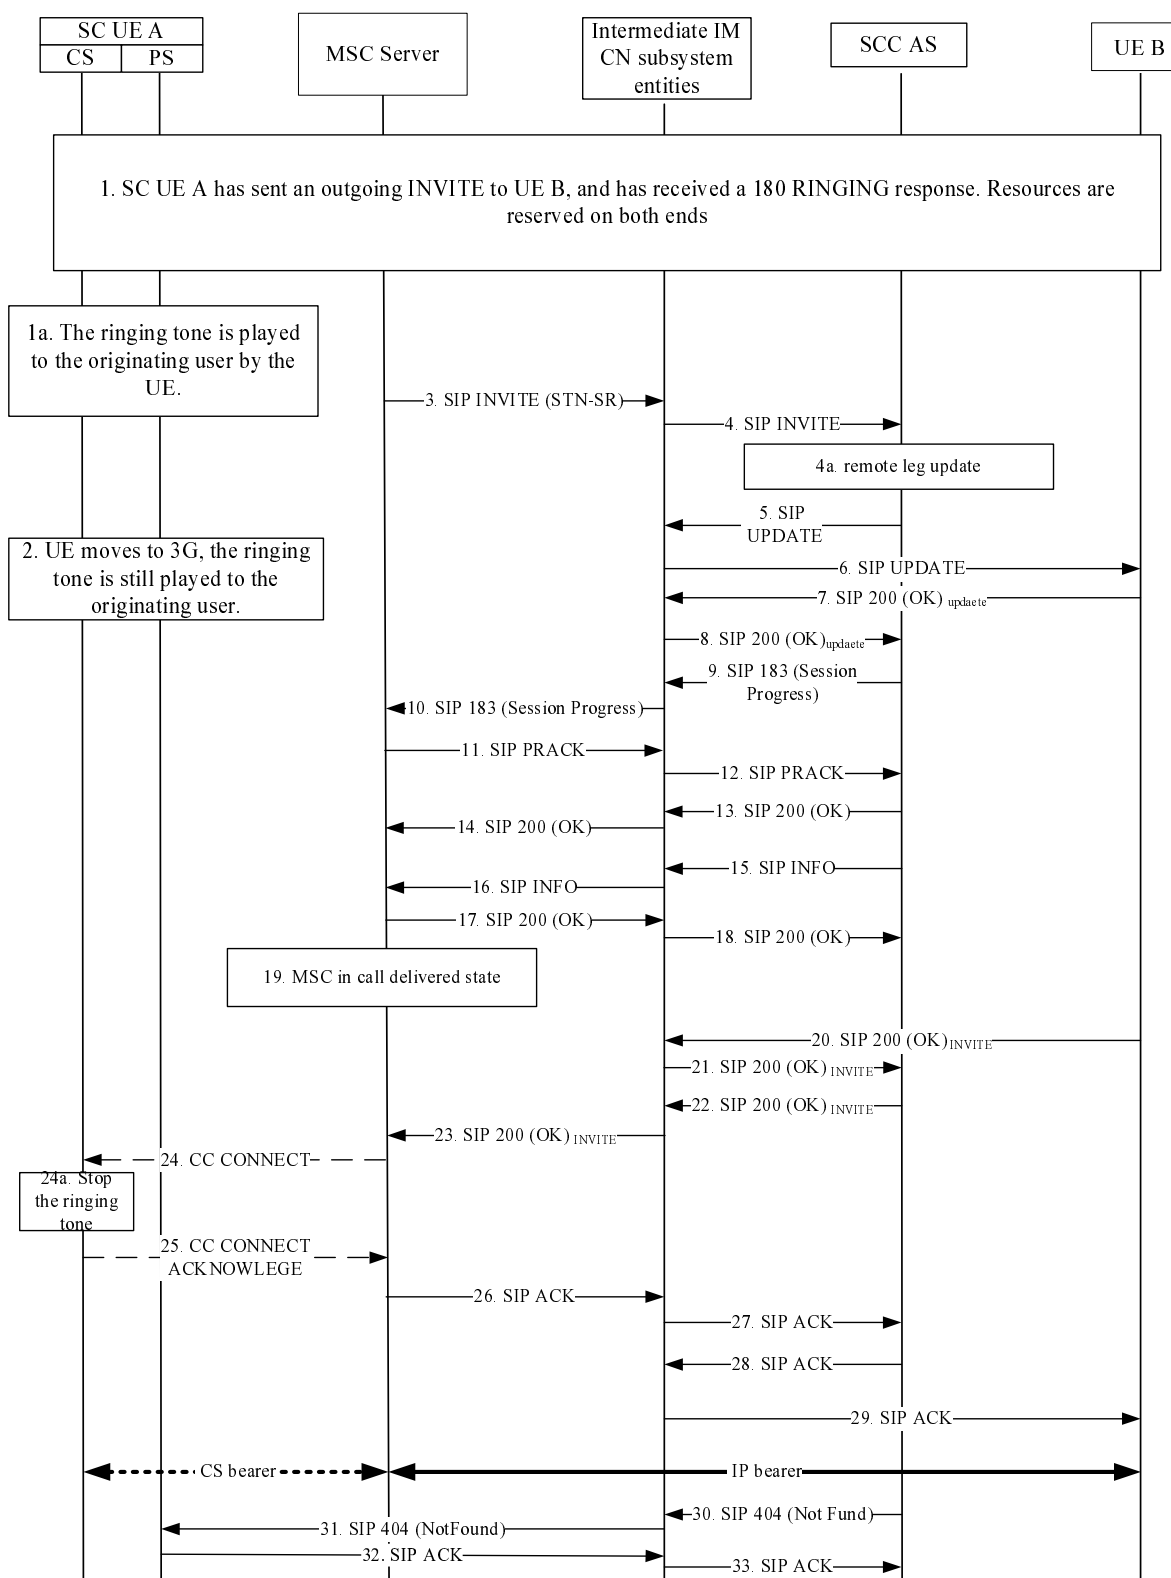 SC UE A
CS
PS
MSC Server
Intermediate IM
CN subsystem
entities
SCC AS
UE B
1. SC UE A has sent an outgoing INVITE to UE B, and has received a 180 RINGING response. Resources are
reserved on both ends
1a. The ringing tone is played
to the originating user by the
UE.
3. SIP INVITE (STN-SR)
4. SIP INVITE
4a. remote leg update
5. SIP
UPDATE
2. UE moves to 3G, the ringing
tone is still played to the
originating user.
6. SIP UPDATE
7. SIP 200 (OK) updaete
8. SIP 200 (OK)updaete
9. SIP 183 (Session
Progress)
10. SIP 183 (Session Progress)
11. SIP PRACK
12. SIP PRACK
13. SIP 200 (OK)
14. SIP 200 (OK)
15. SIP INFO
16. SIP INFO
17. SIP 200 (OK)
18. SIP 200 (OK)
19. MSC in call delivered state
20. SIP 200 (OK)INVITE
21. SIP 200 (OK) INVITE
22. SIP 200 (OK) INVITE
23. SIP 200 (OK) INVITE
24. CC CONNECT
24a. Stop
the ringing
tone
25. CC CONNECT
ACKNOWLEGE
26. SIP ACK
27. SIP ACK
28. SIP ACK
29. SIP ACK
CS bearer
IP bearer
30. SIP 404 (Not Fund)
31. SIP 404 (NotFound)
32. SIP ACK
33. SIP ACK